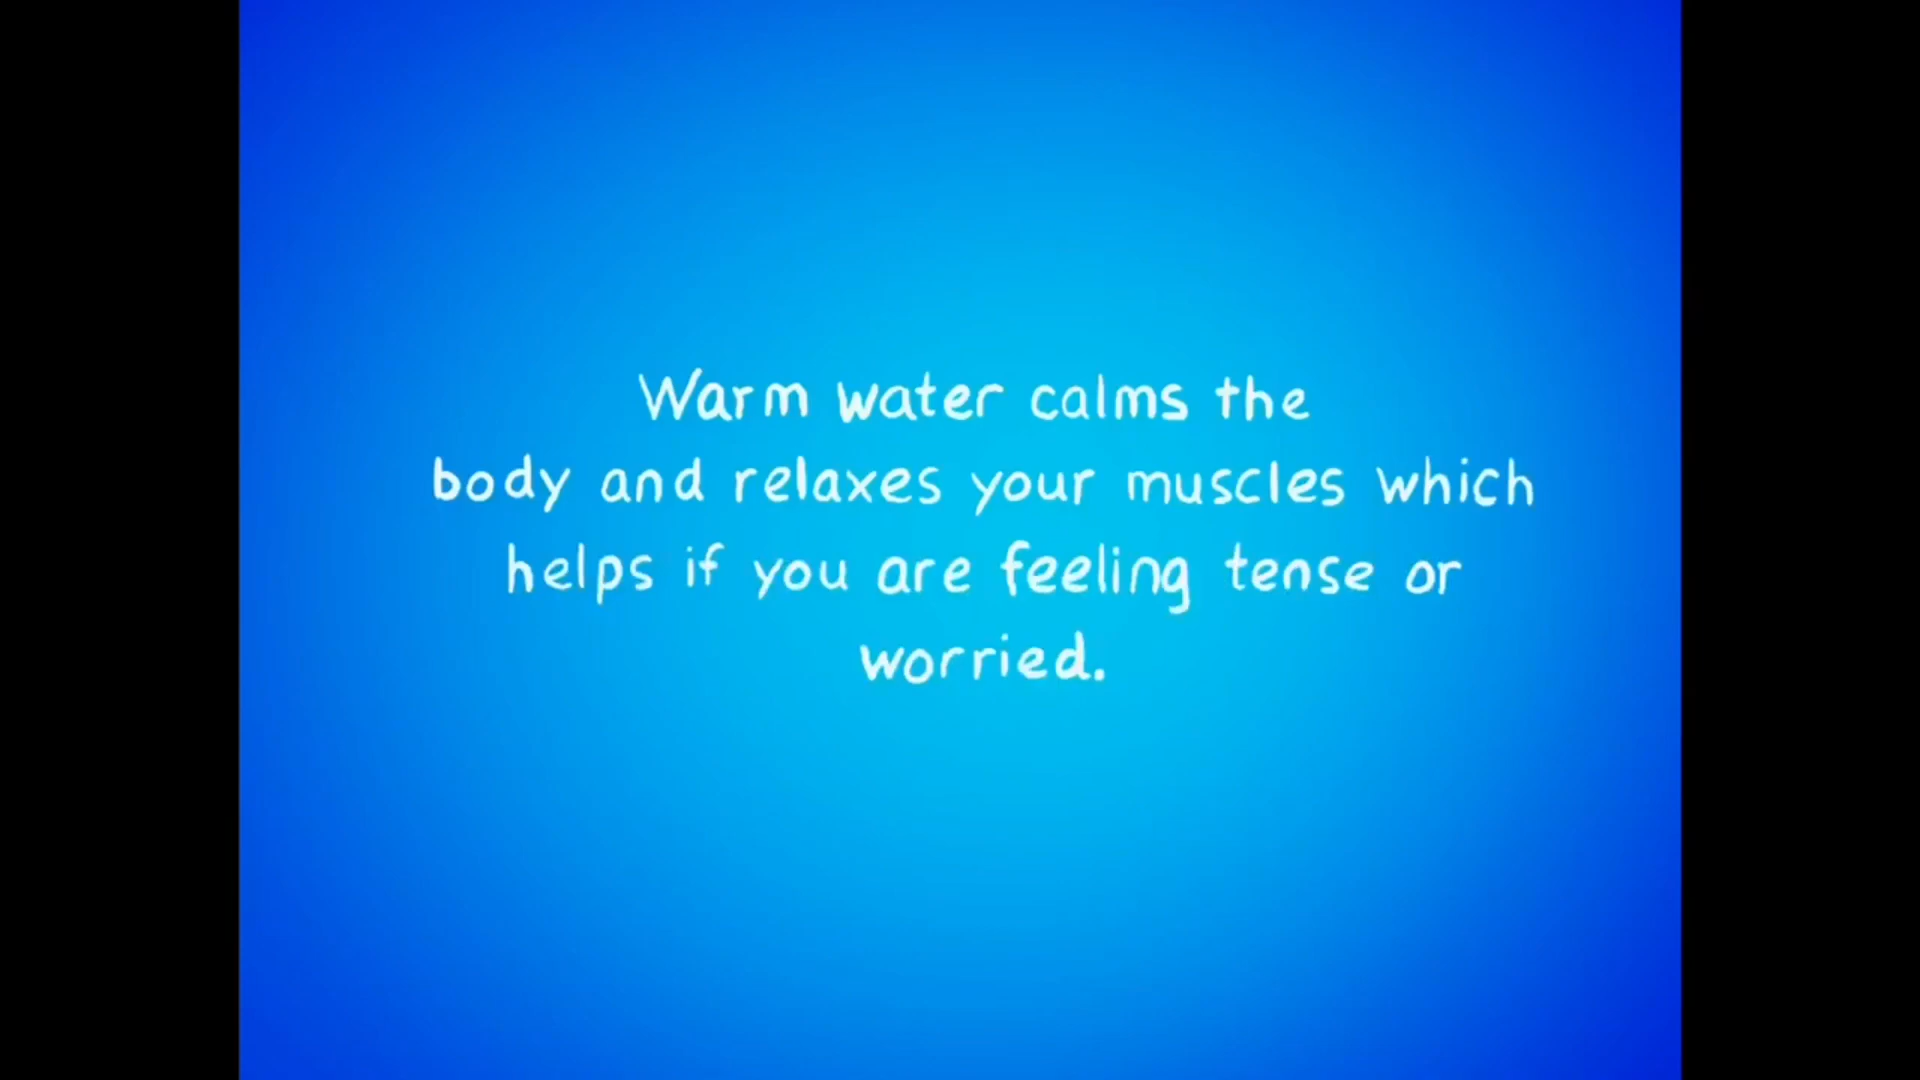 Warm water calms the
body and relaxes your muscles which
helps if you are feeling tense or
worried.